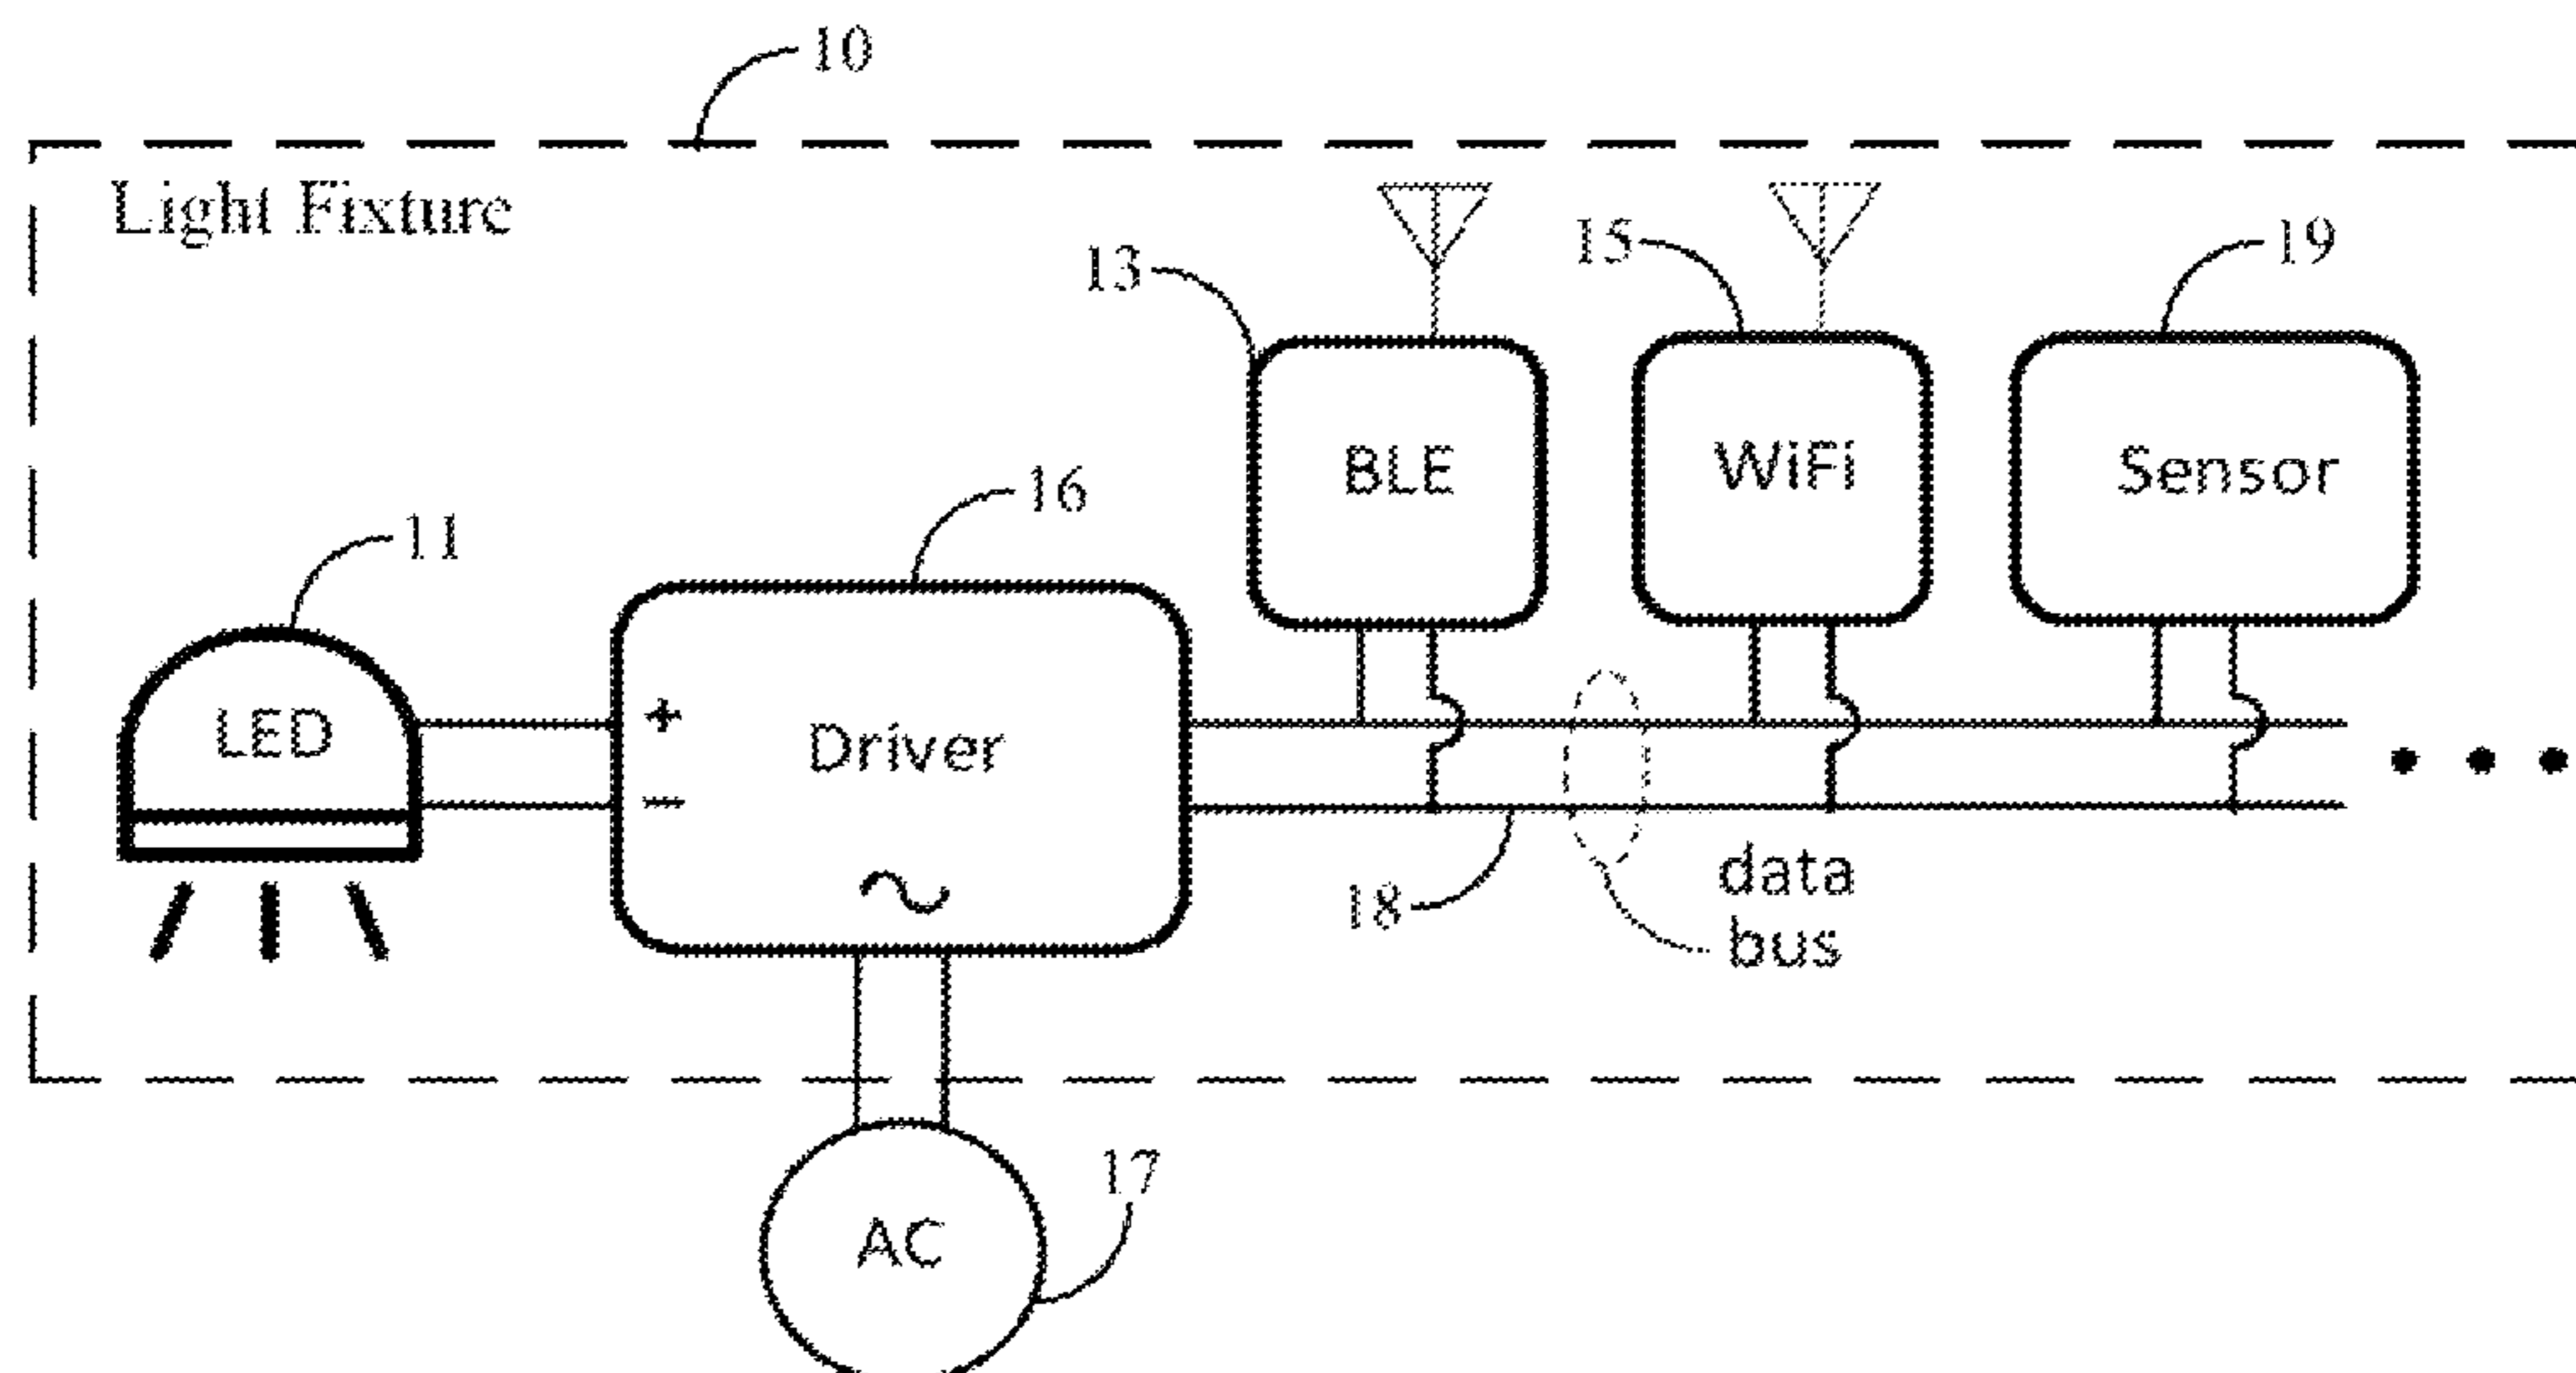 10
Light Fixture
13
15
19
BLE
WiFi
Sensor
16
11
LED
+
Driver
−
18
data
bus
17
AC